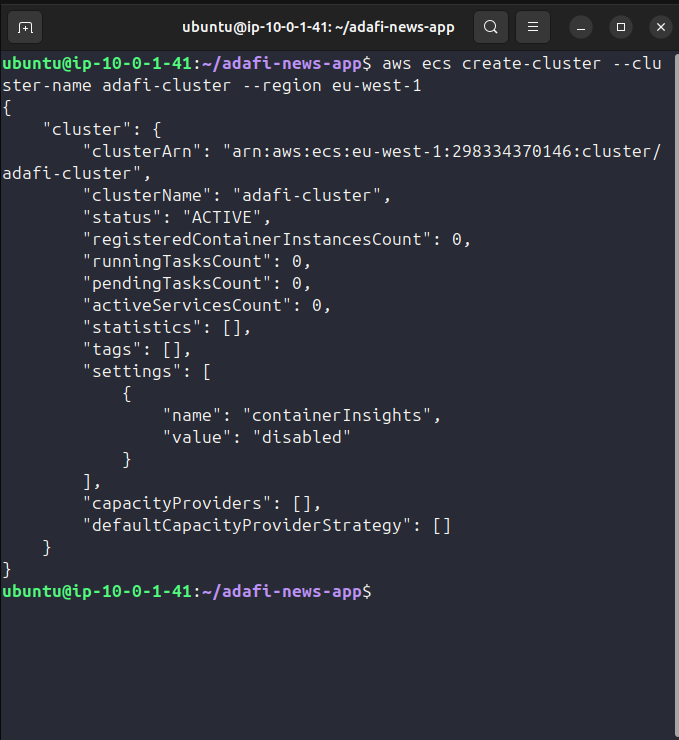 ubuntu@ip-10-0-1-41: ~/adafi-news-app
ubuntu@ip-10-0-1-41:~/adafi-news-app$ aws ecs create-cluster --clu
ster-name adafi-cluster --region eu-west-1
{
    "cluster": {
        "clusterArn": "arn:aws:ecs:eu-west-1:298334370146:cluster/
adafi-cluster",
        "clusterName": "adafi-cluster",
        "status": "ACTIVE",
        "registeredContainerInstancesCount": 0,
        "runningTasksCount": 0,
        "pendingTasksCount": 0,
        "activeServicesCount": 0,
        "statistics": [],
        "tags": [],
        "settings": [
            {
                "name": "containerInsights",
                "value": "disabled"
            }
        ],
        "capacityProviders": [],
        "defaultCapacityProviderStrategy": []
    }
}
ubuntu@ip-10-0-1-41:~/adafi-news-app$